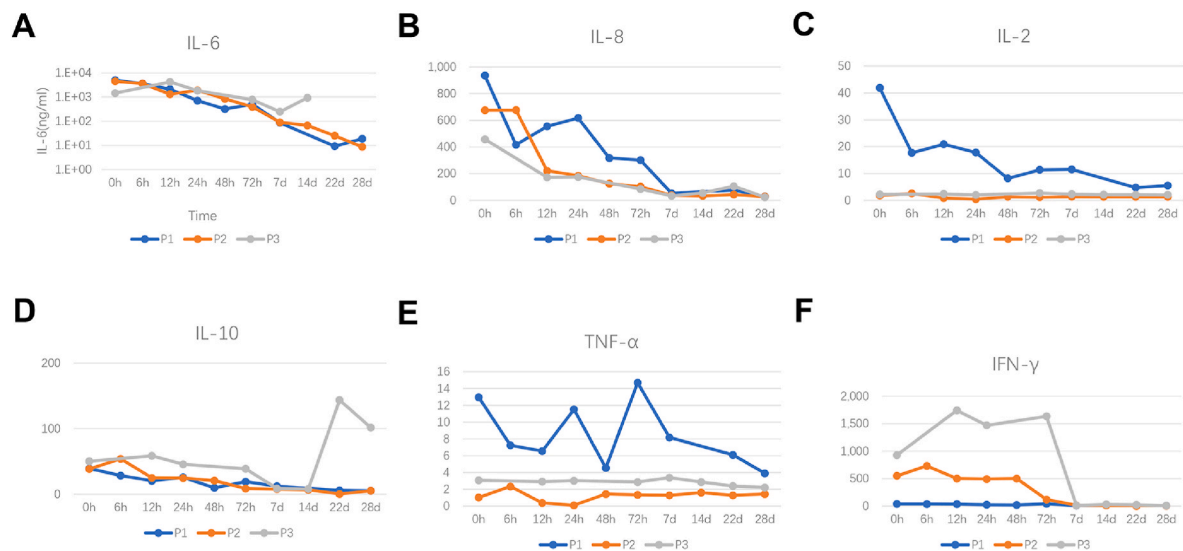 A
IL-6
IL-6(ng/ml)
1.E+04
1.E+03
1.E+02
1.E+01
1.E+00
0h 6h 12h 24h 48h 72h 7d 14d 22d 28d
Time
P1 P2 P3
B
IL-8
1,000
800
600
400
200
0
0h 6h 12h 24h 48h 72h 7d 14d 22d 28d
P1 P2 P3
C
IL-2
50
40
30
20
10
0
0h 6h 12h 24h 48h 72h 7d 14d 22d 28d
P1 P2 P3
D
IL-10
200
100
0
0h 6h 12h 24h 48h 72h 7d 14d 22d 28d
P1 P2 P3
E
TNF-α
16
14
12
10
8
6
4
2
0
0h 6h 12h 24h 48h 72h 7d 14d 22d 28d
P1 P2 P3
F
IFN-γ
2,000
1,500
1,000
500
0
0h 6h 12h 24h 48h 72h 7d 14d 22d 28d
P1 P2 P3